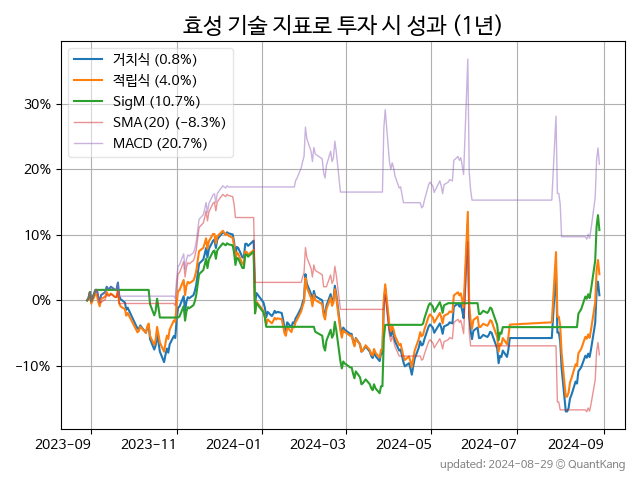 효성 기술 지표로 투자 시 성과 (1년)
거치식 (0.8%)
적립식 (4.0%)
SigM (10.7%)
SMA(20) (−8.3%)
MACD (20.7%)
30%
20%
10%
0%
−10%
2023−09 2023−11 2024−01 2024−03 2024−05 2024−07 2024−09
updated: 2024-08-29 © QuantKang